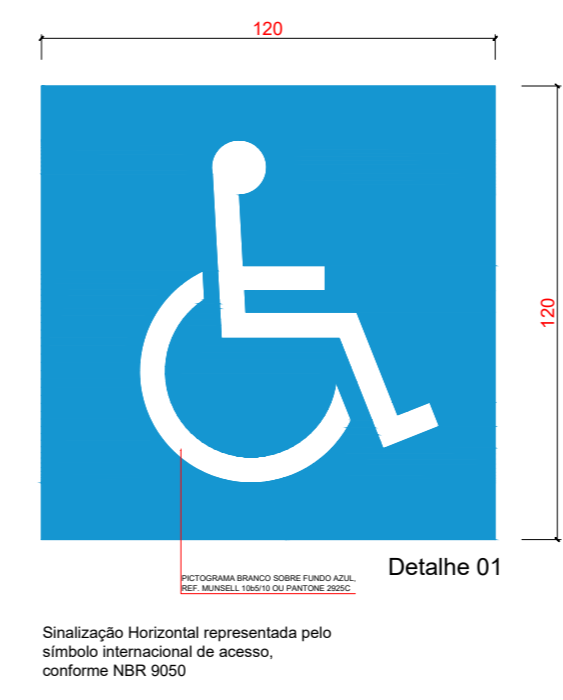 120
120
PICTOGRAMA BRANCO SOBRE FUNDO AZUL,
REF. MUNSELL 10b5/10 OU PANTONE 2925C
Detalhe 01
Sinalização Horizontal representada pelo
símbolo internacional de acesso,
conforme NBR 9050